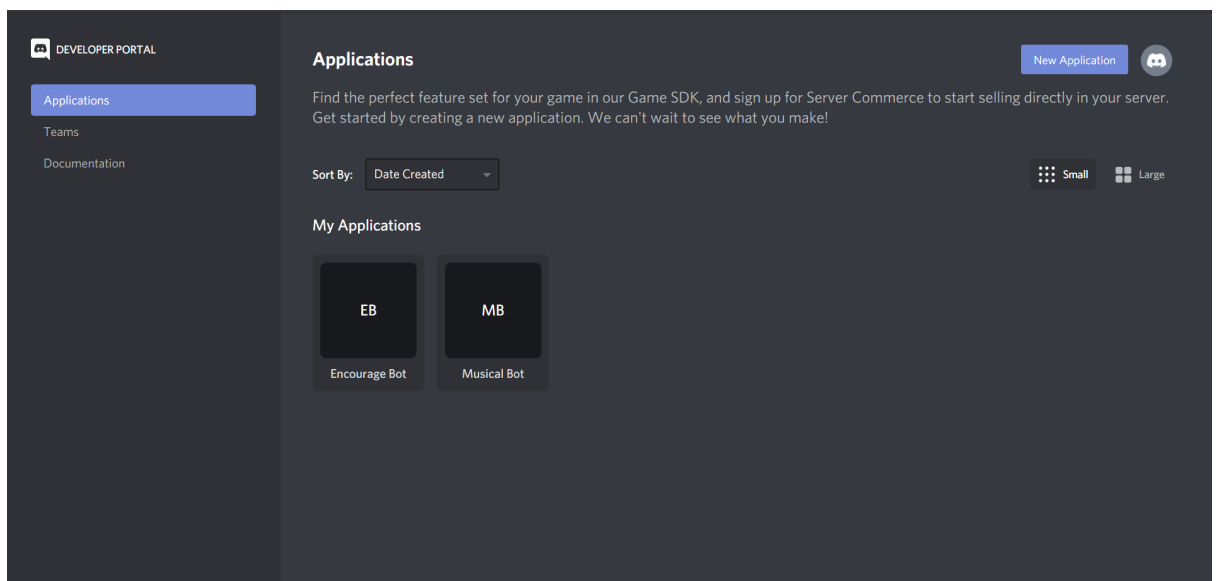 DEVELOPER PORTAL
Applications
Teams
Documentation
Applications
New Application
Find the perfect feature set for your game in our Game SDK, and sign up for Server Commerce to start selling directly in your server.
Get started by creating a new application. We can't wait to see what you make!
Sort By: Date Created
Small Large
My Applications
EB MB
Encourage Bot Musical Bot